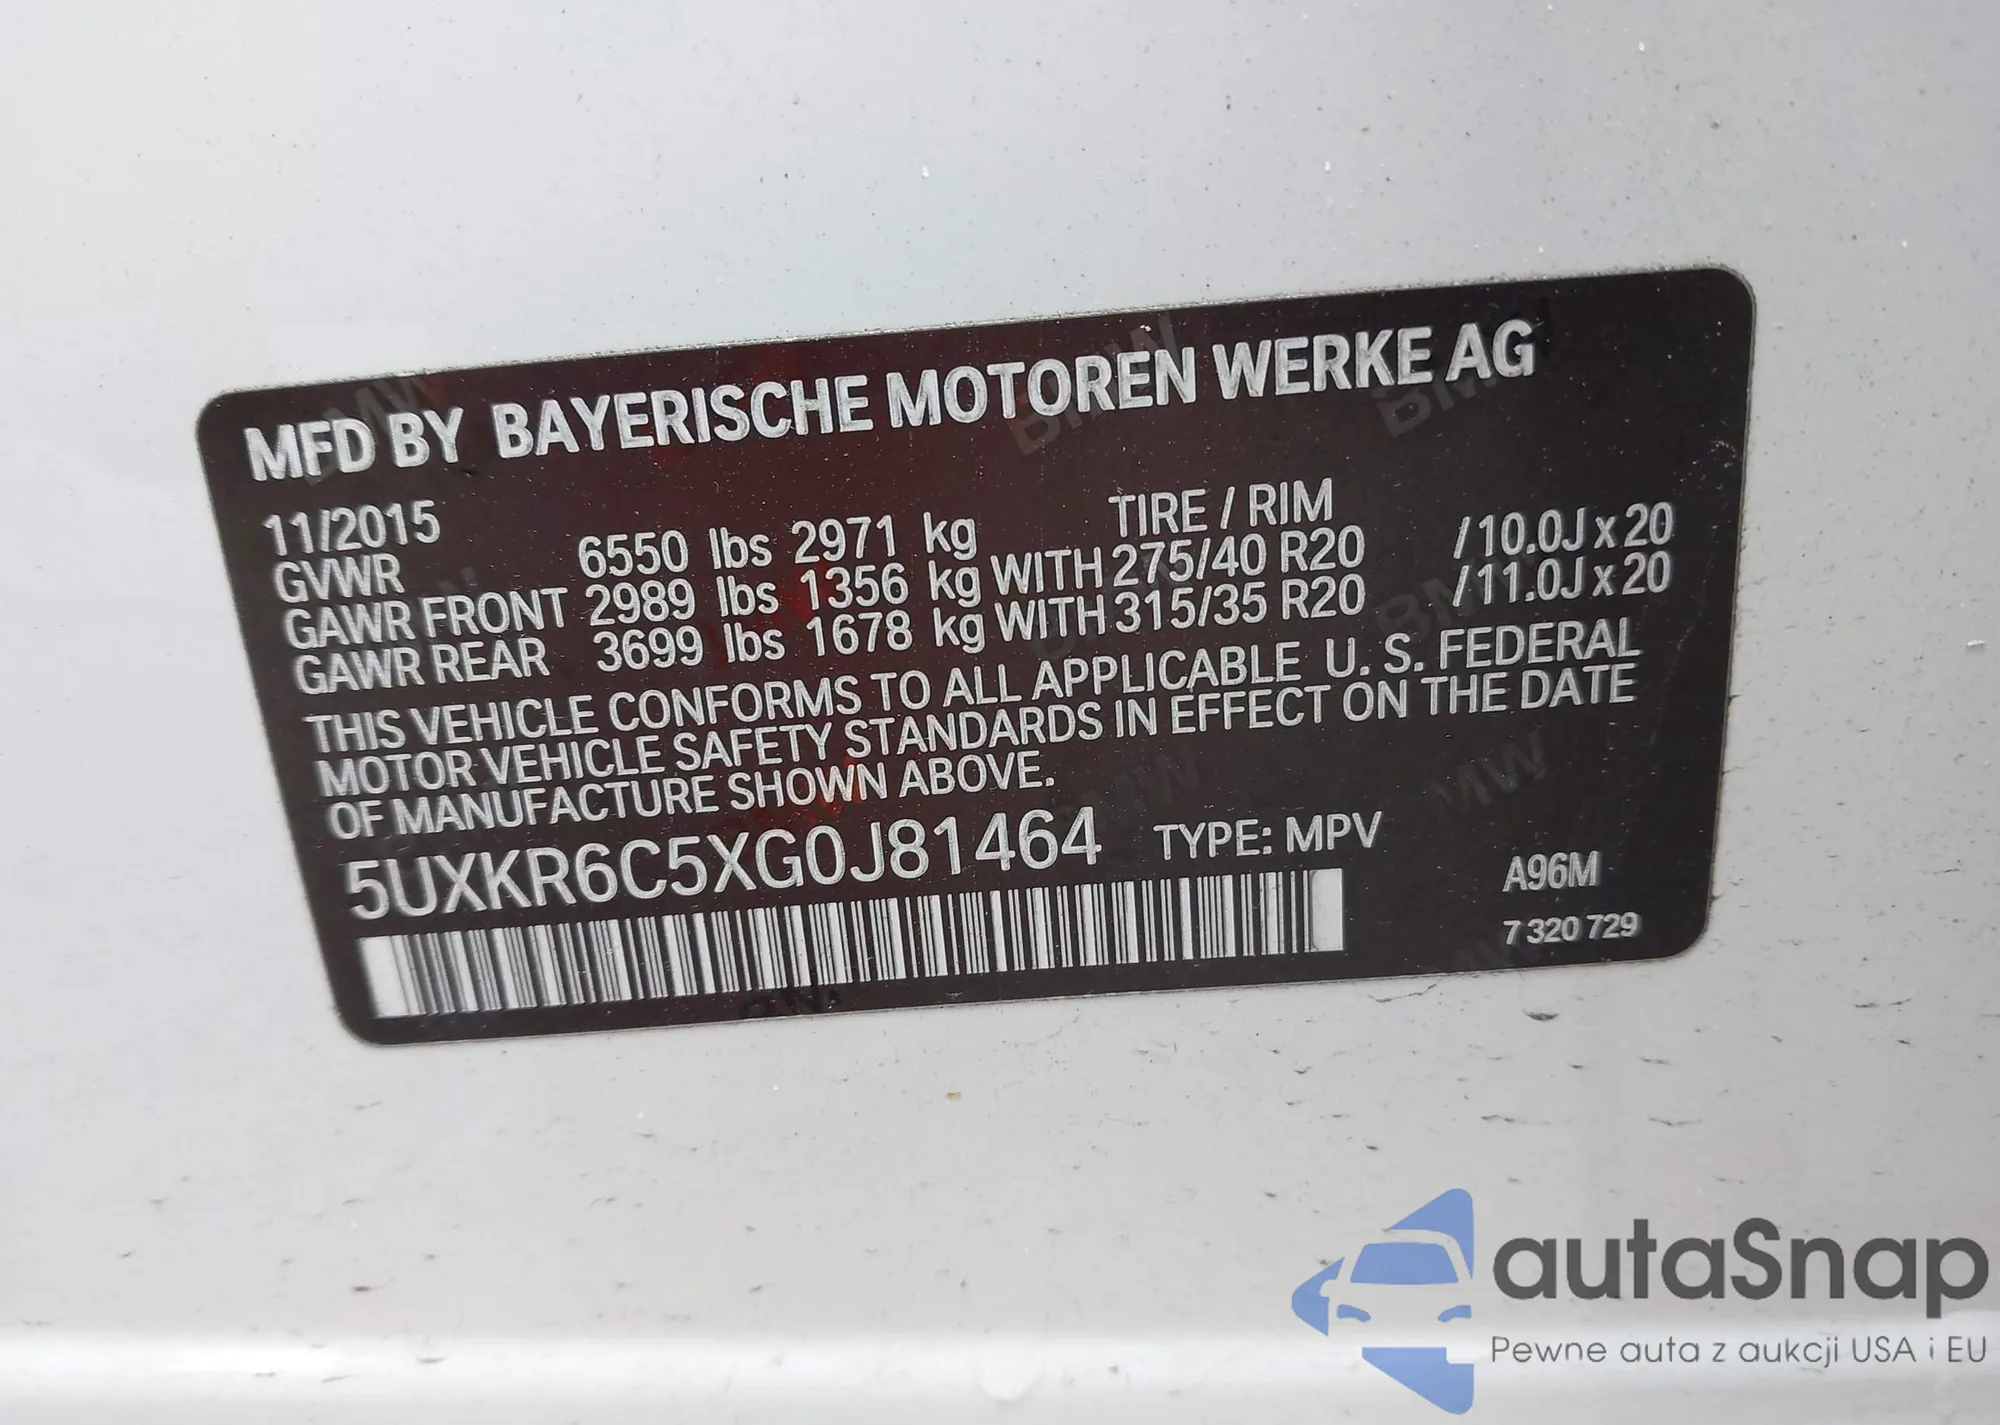 MFD BY BAYERISCHE MOTOREN WERKE AG
11/2015 TIRE / RIM
GVWR 6550 lbs 2971 kg
GAWR FRONT 2989 lbs 1356 kg WITH 275/40 R20 /10.0J x 20
GAWR REAR 3699 lbs 1678 kg WITH 315/35 R20 /11.0J x 20
THIS VEHICLE CONFORMS TO ALL APPLICABLE U. S. FEDERAL
MOTOR VEHICLE SAFETY STANDARDS IN EFFECT ON THE DATE
OF MANUFACTURE SHOWN ABOVE.
5UXKR6C5XG0J81464 TYPE: MPV
A96M
7 320 729
autaSnap
Pewne auta z aukcji USA i EU